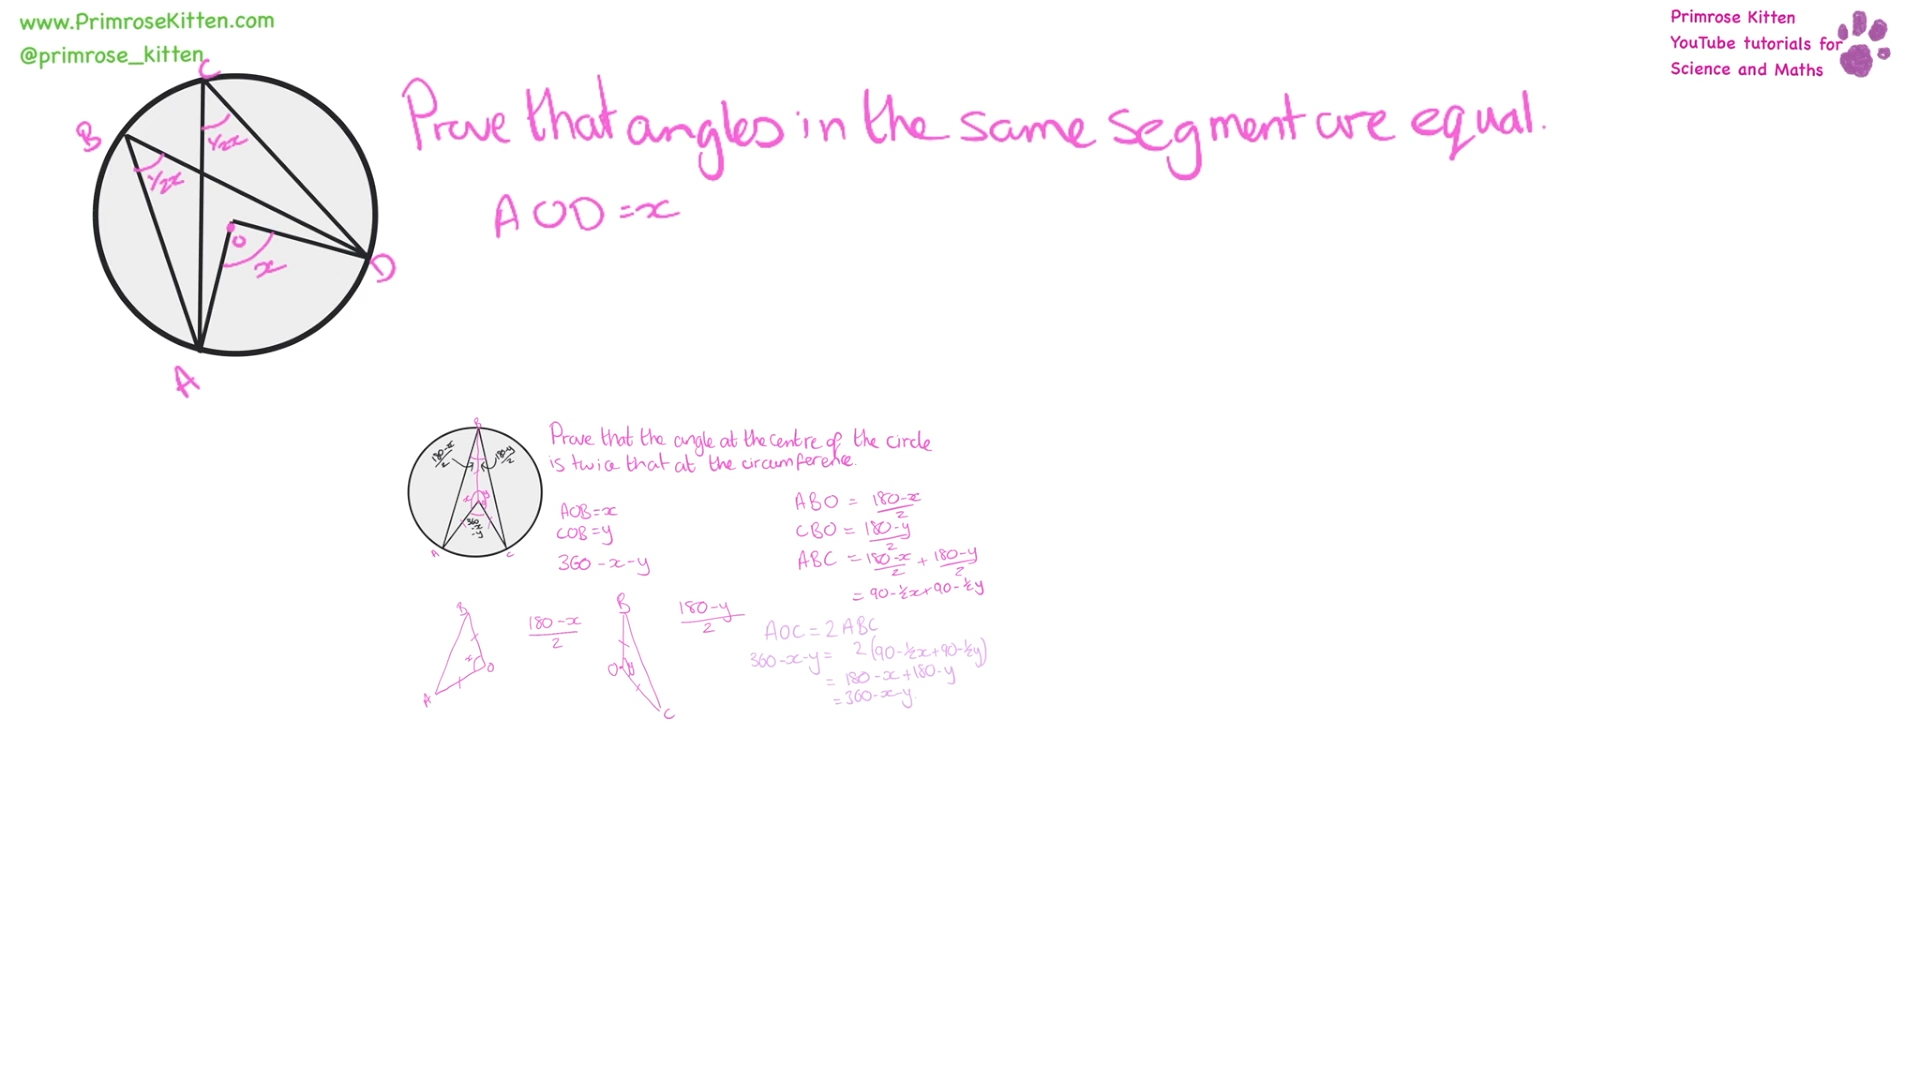 www.PrimroseKitten.com
@primrose_kitten
Primrose Kitten
YouTube tutorials for
Science and Maths
Prove that angles in the same segment are equal.
AOD = x
C
B
½x
½x
O
x
D
A
Prove that the angle at the centre of the circle
is twice that at the circumference.
B
180-x/2
180-y/2
A
C
AOB = x
COB = y
360 - x - y
ABO = 180-x/2
CBO = 180-y/2
ABC = 180-x/2 + 180-y/2
= 90-½x+90-½y
B
x
O
A
180-x/2
B
O
y
C
180-y/2
AOC = 2ABC
360-x-y = 2(90-½x+90-½y)
= 180-x+180-y
= 360-x-y